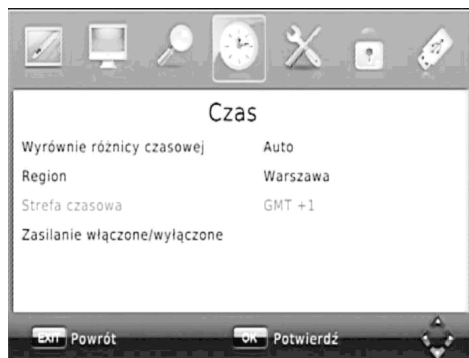 Czas
Wyrównie różnicy czasowej Auto
Region Warszawa
Strefa czasowa GMT +1
Zasilanie włączone/wyłączone
EXIT Powrót OK Potwierdź